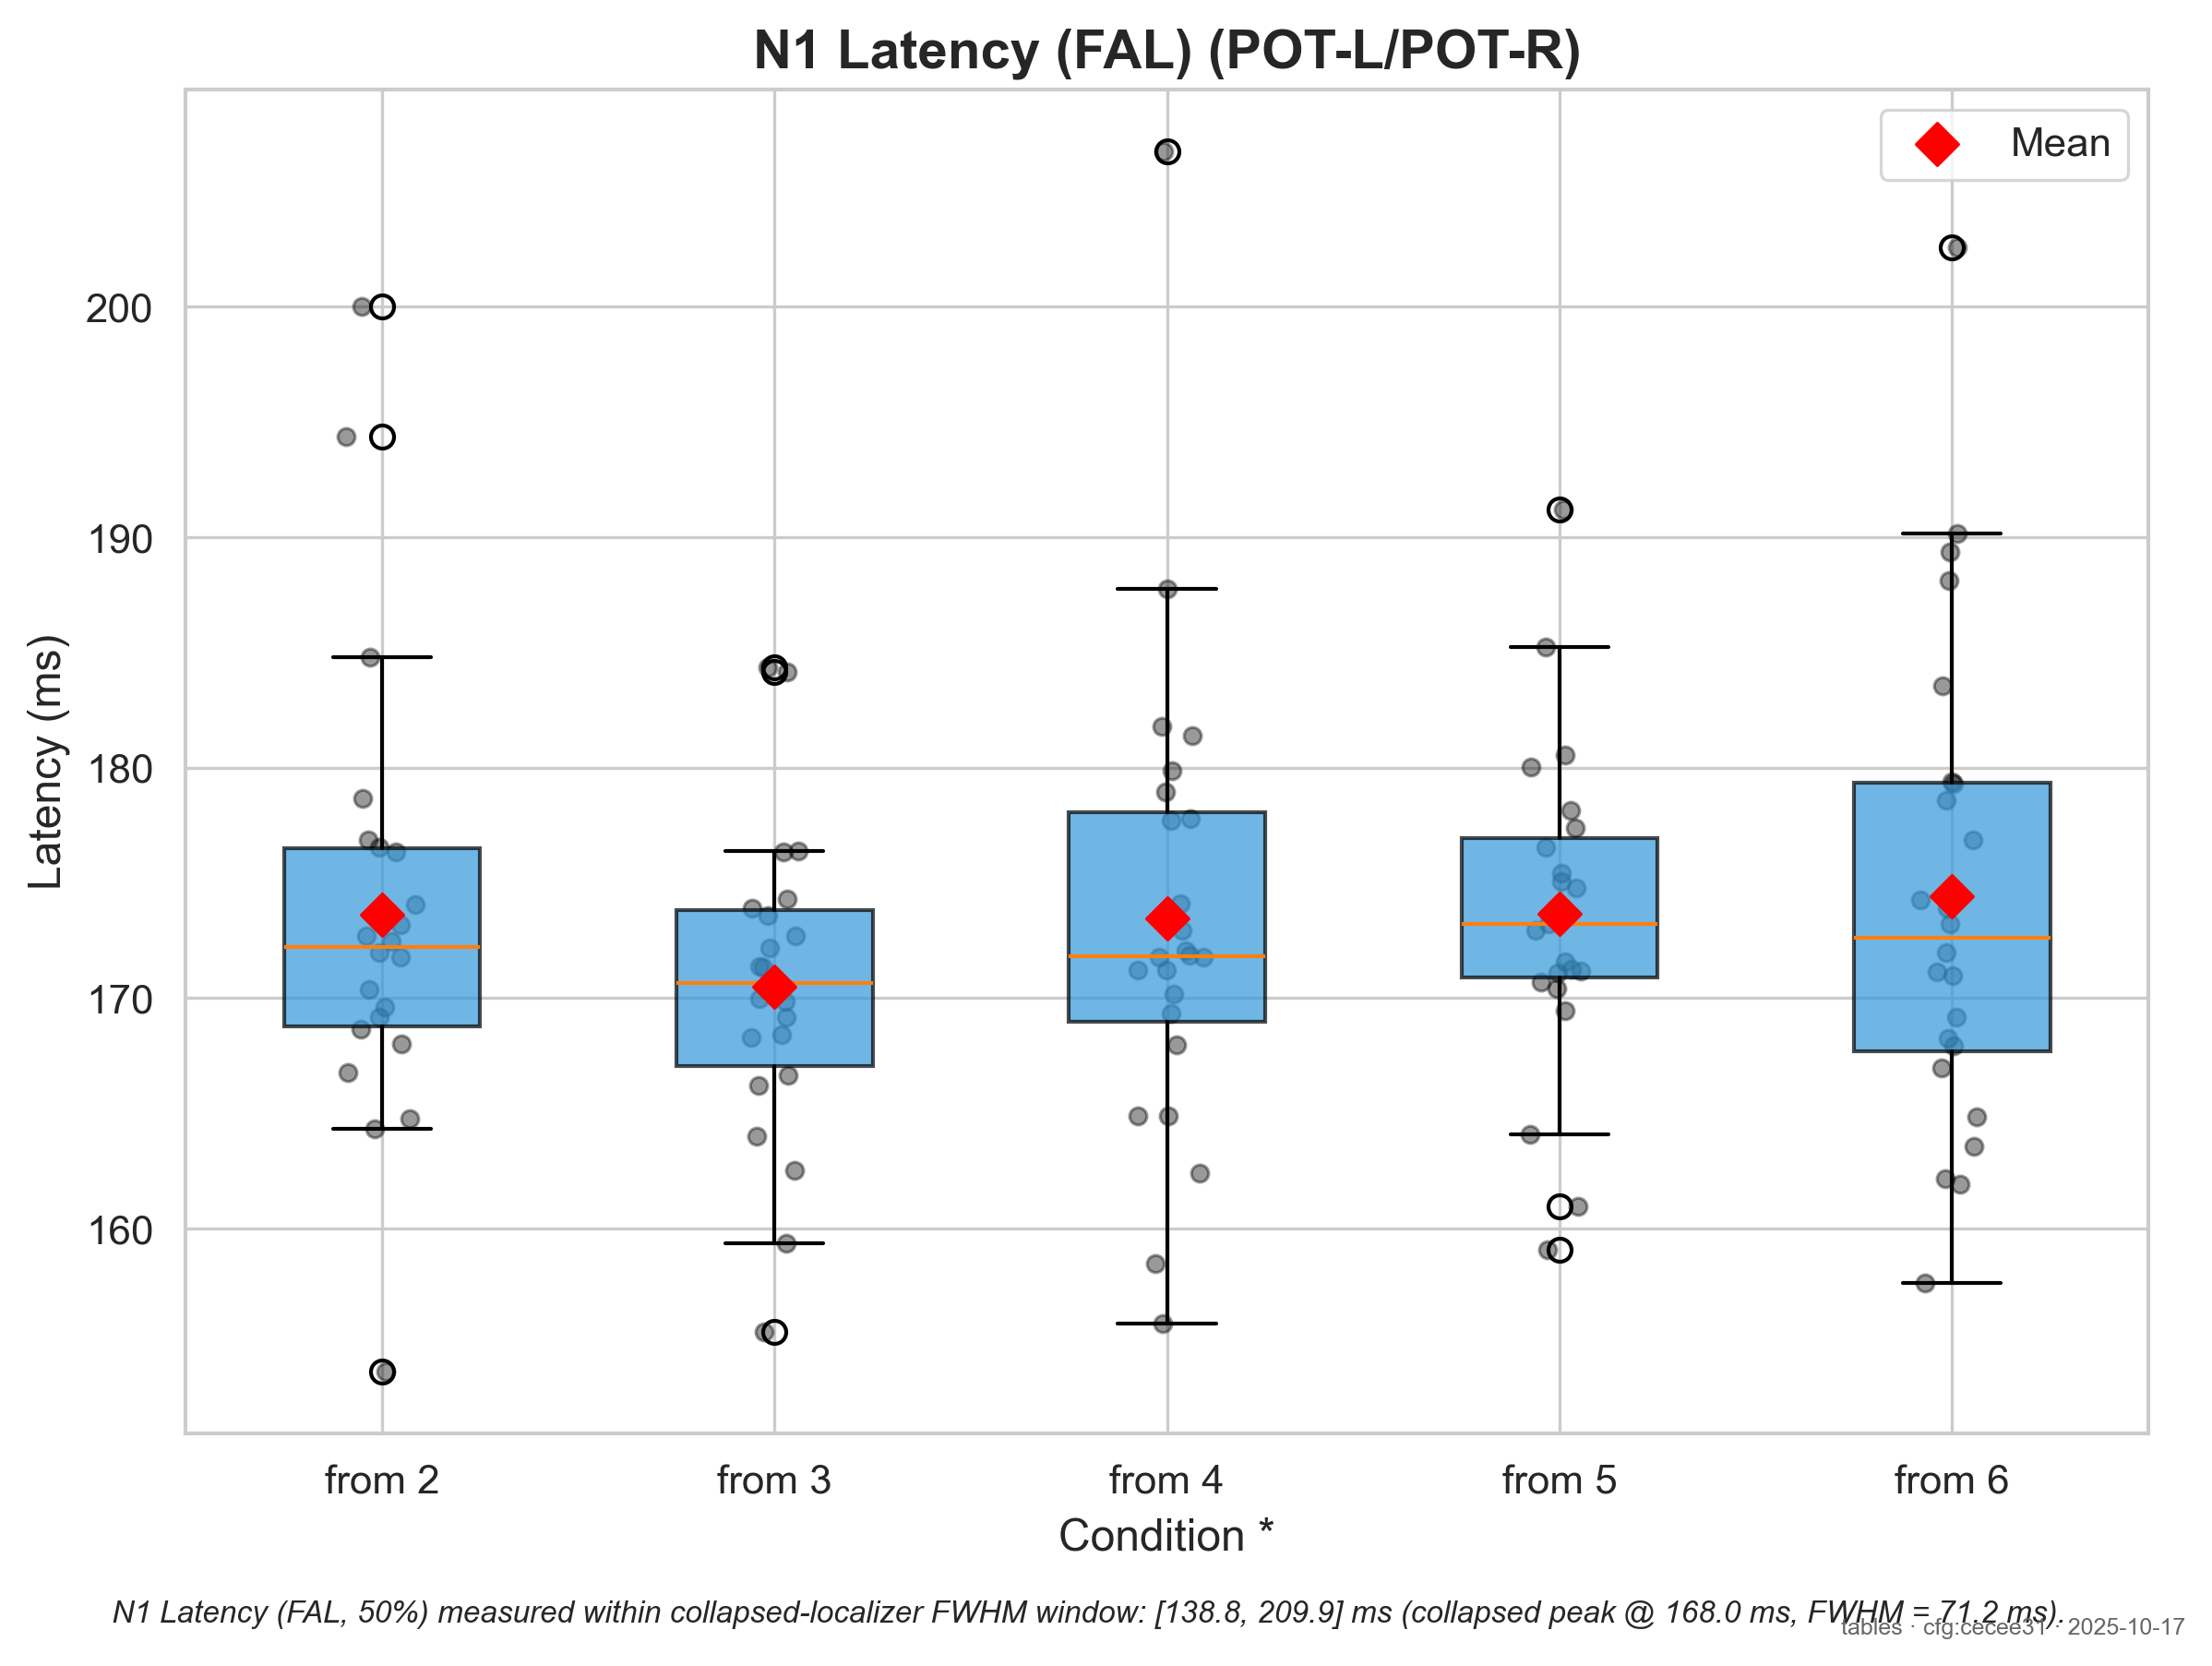 N1 Latency (FAL) (POT-L/POT-R)
Mean
Latency (ms)
200
190
180
170
160
from 2
from 3
from 4
from 5
from 6
Condition *
N1 Latency (FAL, 50%) measured within collapsed-localizer FWHM window: [138.8, 209.9] ms (collapsed peak @ 168.0 ms, FWHM = 71.2 ms).
tables · cfg:cecee31 · 2025-10-17